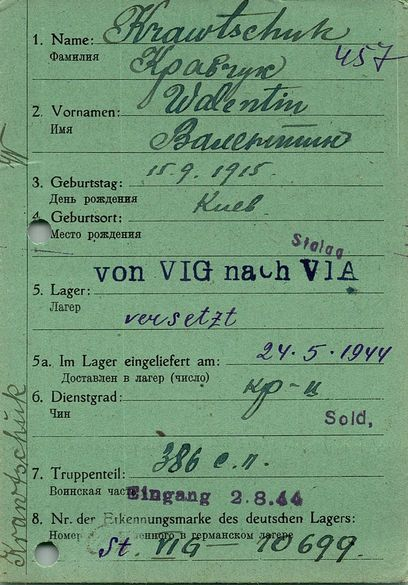 1. Name: Krawtschuk
Фамилия Кравчук 457
2. Vornamen: Walentin
Имя Валентин
3. Geburtstag: 15.9.1915.
День рождения
4. Geburtsort: Киев
Место рождения
Stalag
von VIG nach VIA
5. Lager:
Лагерь versetzt
5a. Im Lager eingeliefert am: 24.5.1944
Доставлен в лагерь (число)
6. Dienstgrad: кр-ц
Чин Sold,
7. Truppenteil: 386 с.п.
Воинская часть Eingang 2.8.44
8. Nr. der Erkennungsmarke des deutschen Lagers:
Номер в германском лагере
St. VIG - 10699.
Krawtschuk